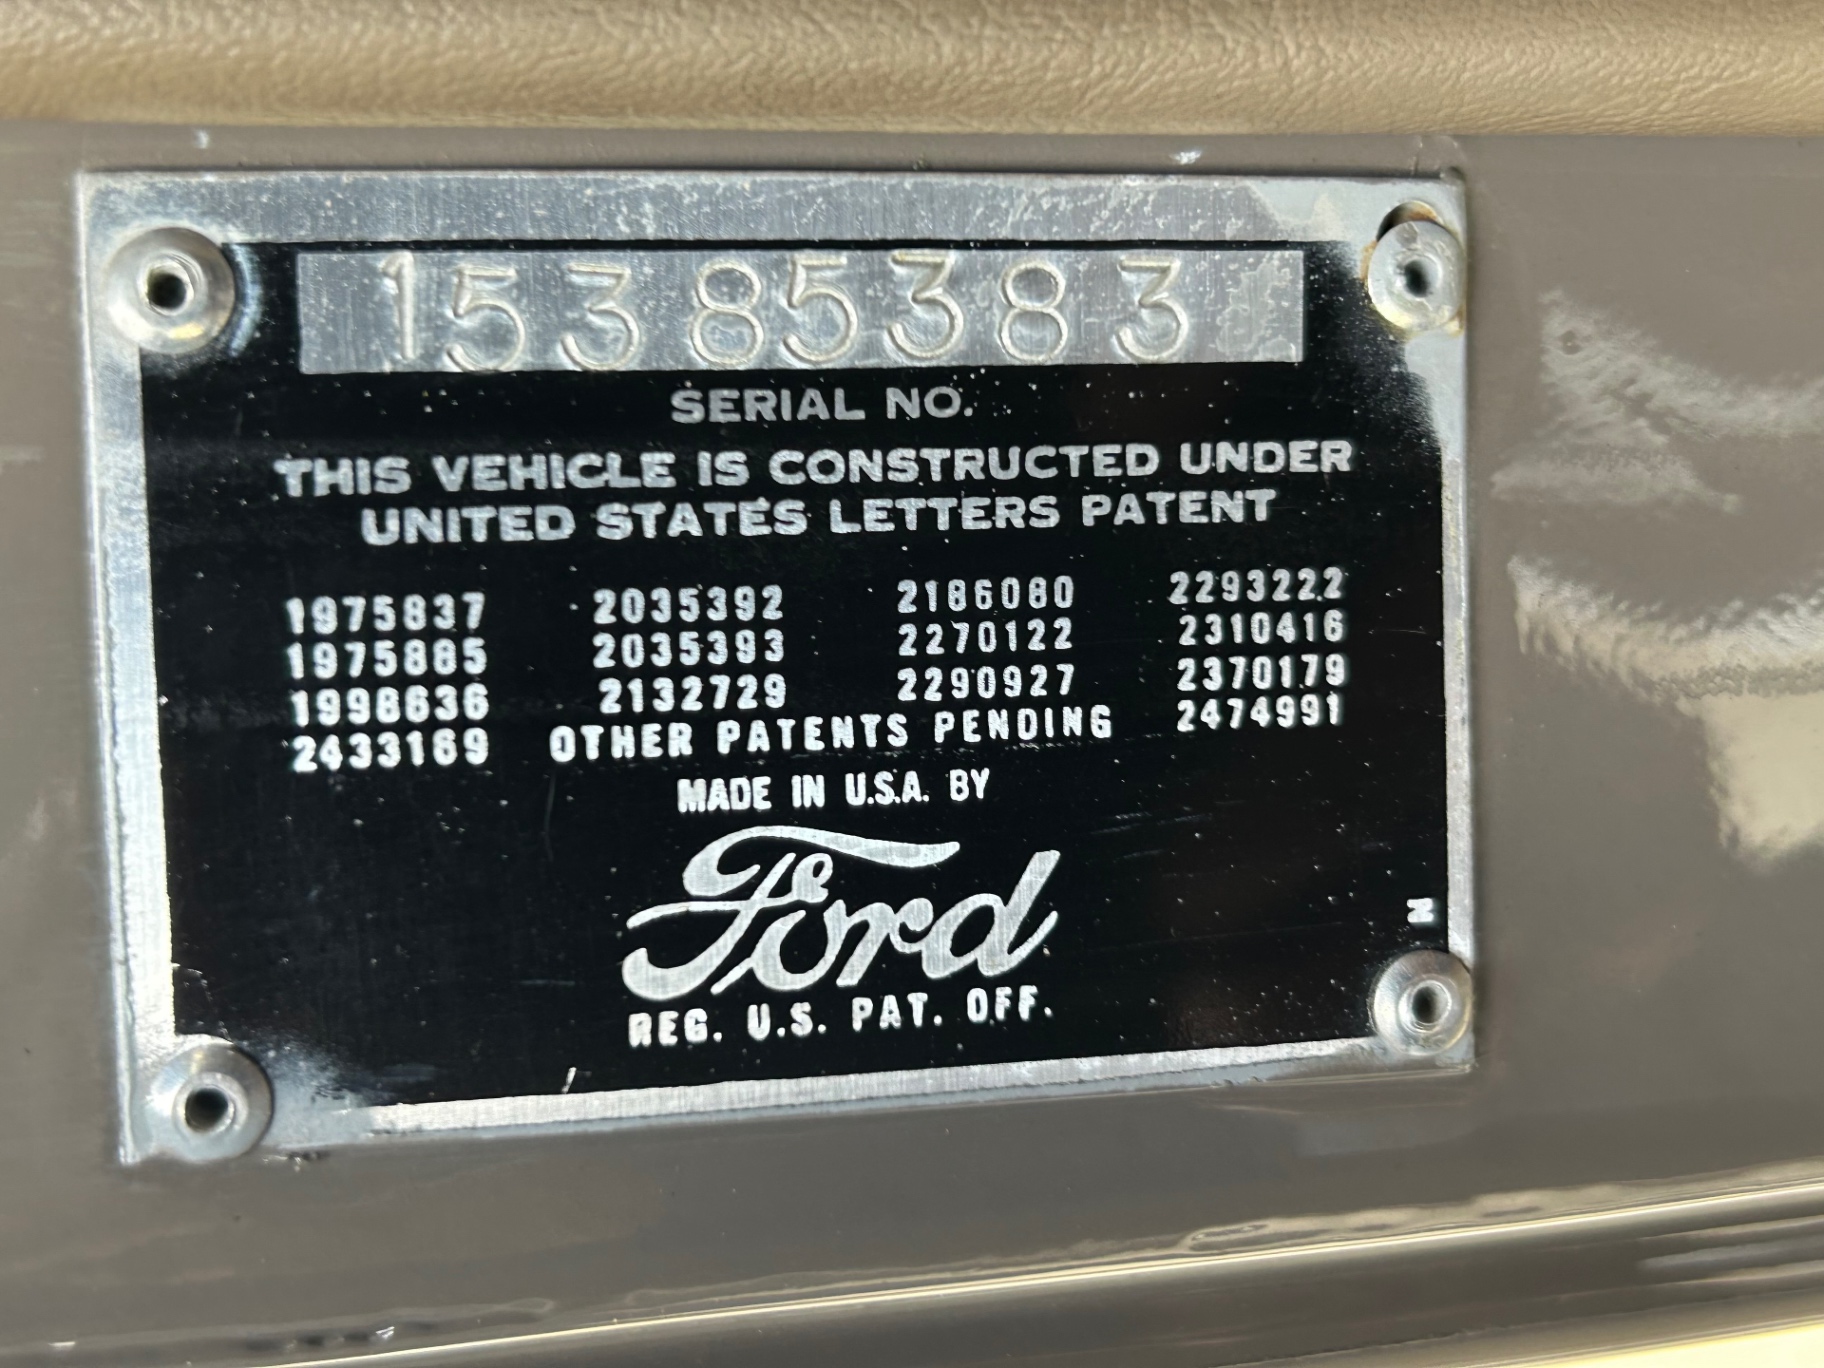 15385383
SERIAL NO.
THIS VEHICLE IS CONSTRUCTED UNDER
UNITED STATES LETTERS PATENT
1975837 2035392 2186080 2293222
1975885 2035393 2270122 2310416
1998636 2132729 2290927 2370179
2433169 OTHER PATENTS PENDING 2474991
MADE IN U.S.A. BY
Ford
REG. U.S. PAT. OFF.
N